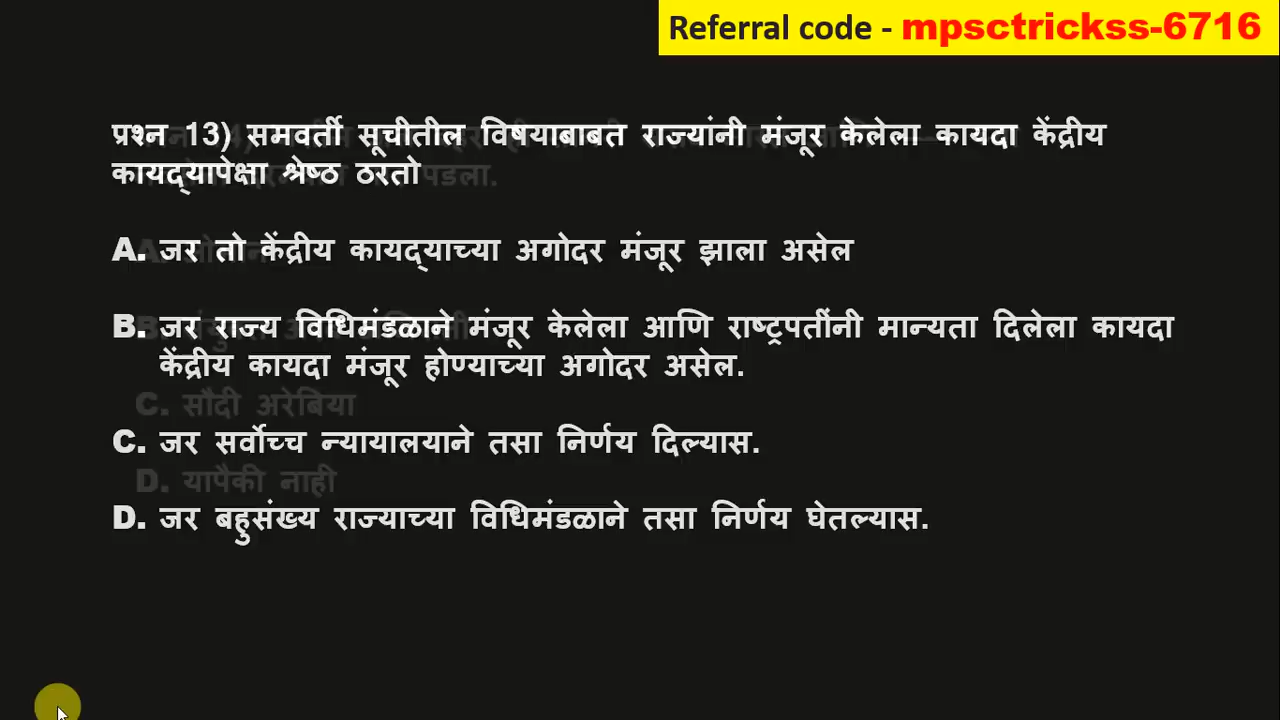 Referral code - mpsctrickss-6716
प्रश्न 13) समवर्ती सूचीतील विषयाबाबत राज्यांनी मंजूर केलेला कायदा केंद्रीय
कायद्यापेक्षा श्रेष्ठ ठरतो
पडला.
A. जर तो केंद्रीय कायद्याच्या अगोदर मंजूर झाला असेल
B. जर राज्य विधिमंडळाने मंजूर केलेला आणि राष्ट्रपतींनी मान्यता दिलेला कायदा
केंद्रीय कायदा मंजूर होण्याच्या अगोदर असेल.
C. सौदी अरेबिया
C. जर सर्वोच्च न्यायालयाने तसा निर्णय दिल्यास.
D. यापैकी नाही
D. जर बहुसंख्य राज्याच्या विधिमंडळाने तसा निर्णय घेतल्यास.